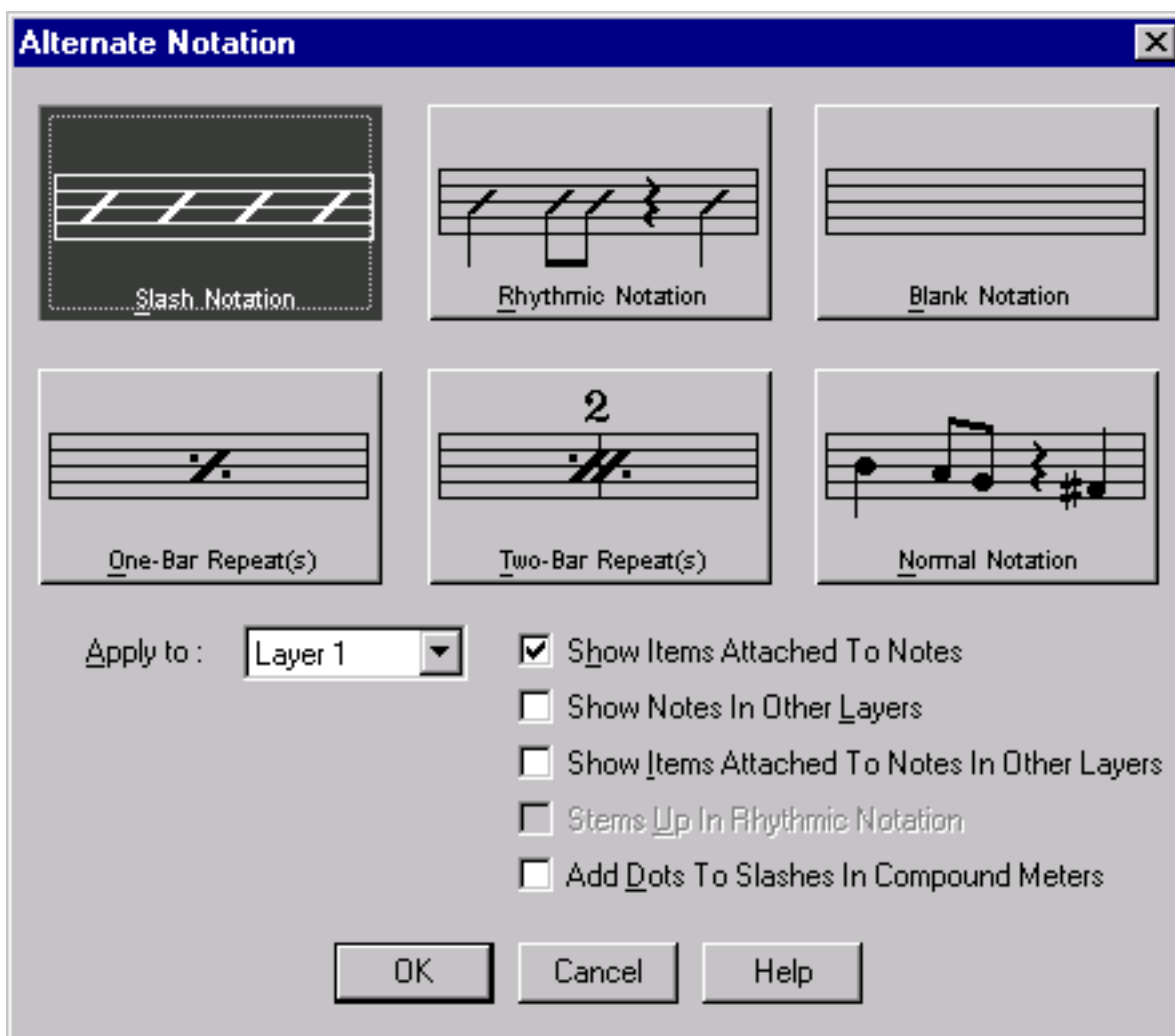 Alternate Notation
Slash Notation
Rhythmic Notation
Blank Notation
2
One-Bar Repeat(s)
Two-Bar Repeat(s)
Normal Notation
Apply to :
Layer 1
Show Items Attached To Notes
Show Notes In Other Layers
Show Items Attached To Notes In Other Layers
Stems Up In Rhythmic Notation
Add Dots To Slashes In Compound Meters
OK
Cancel
Help